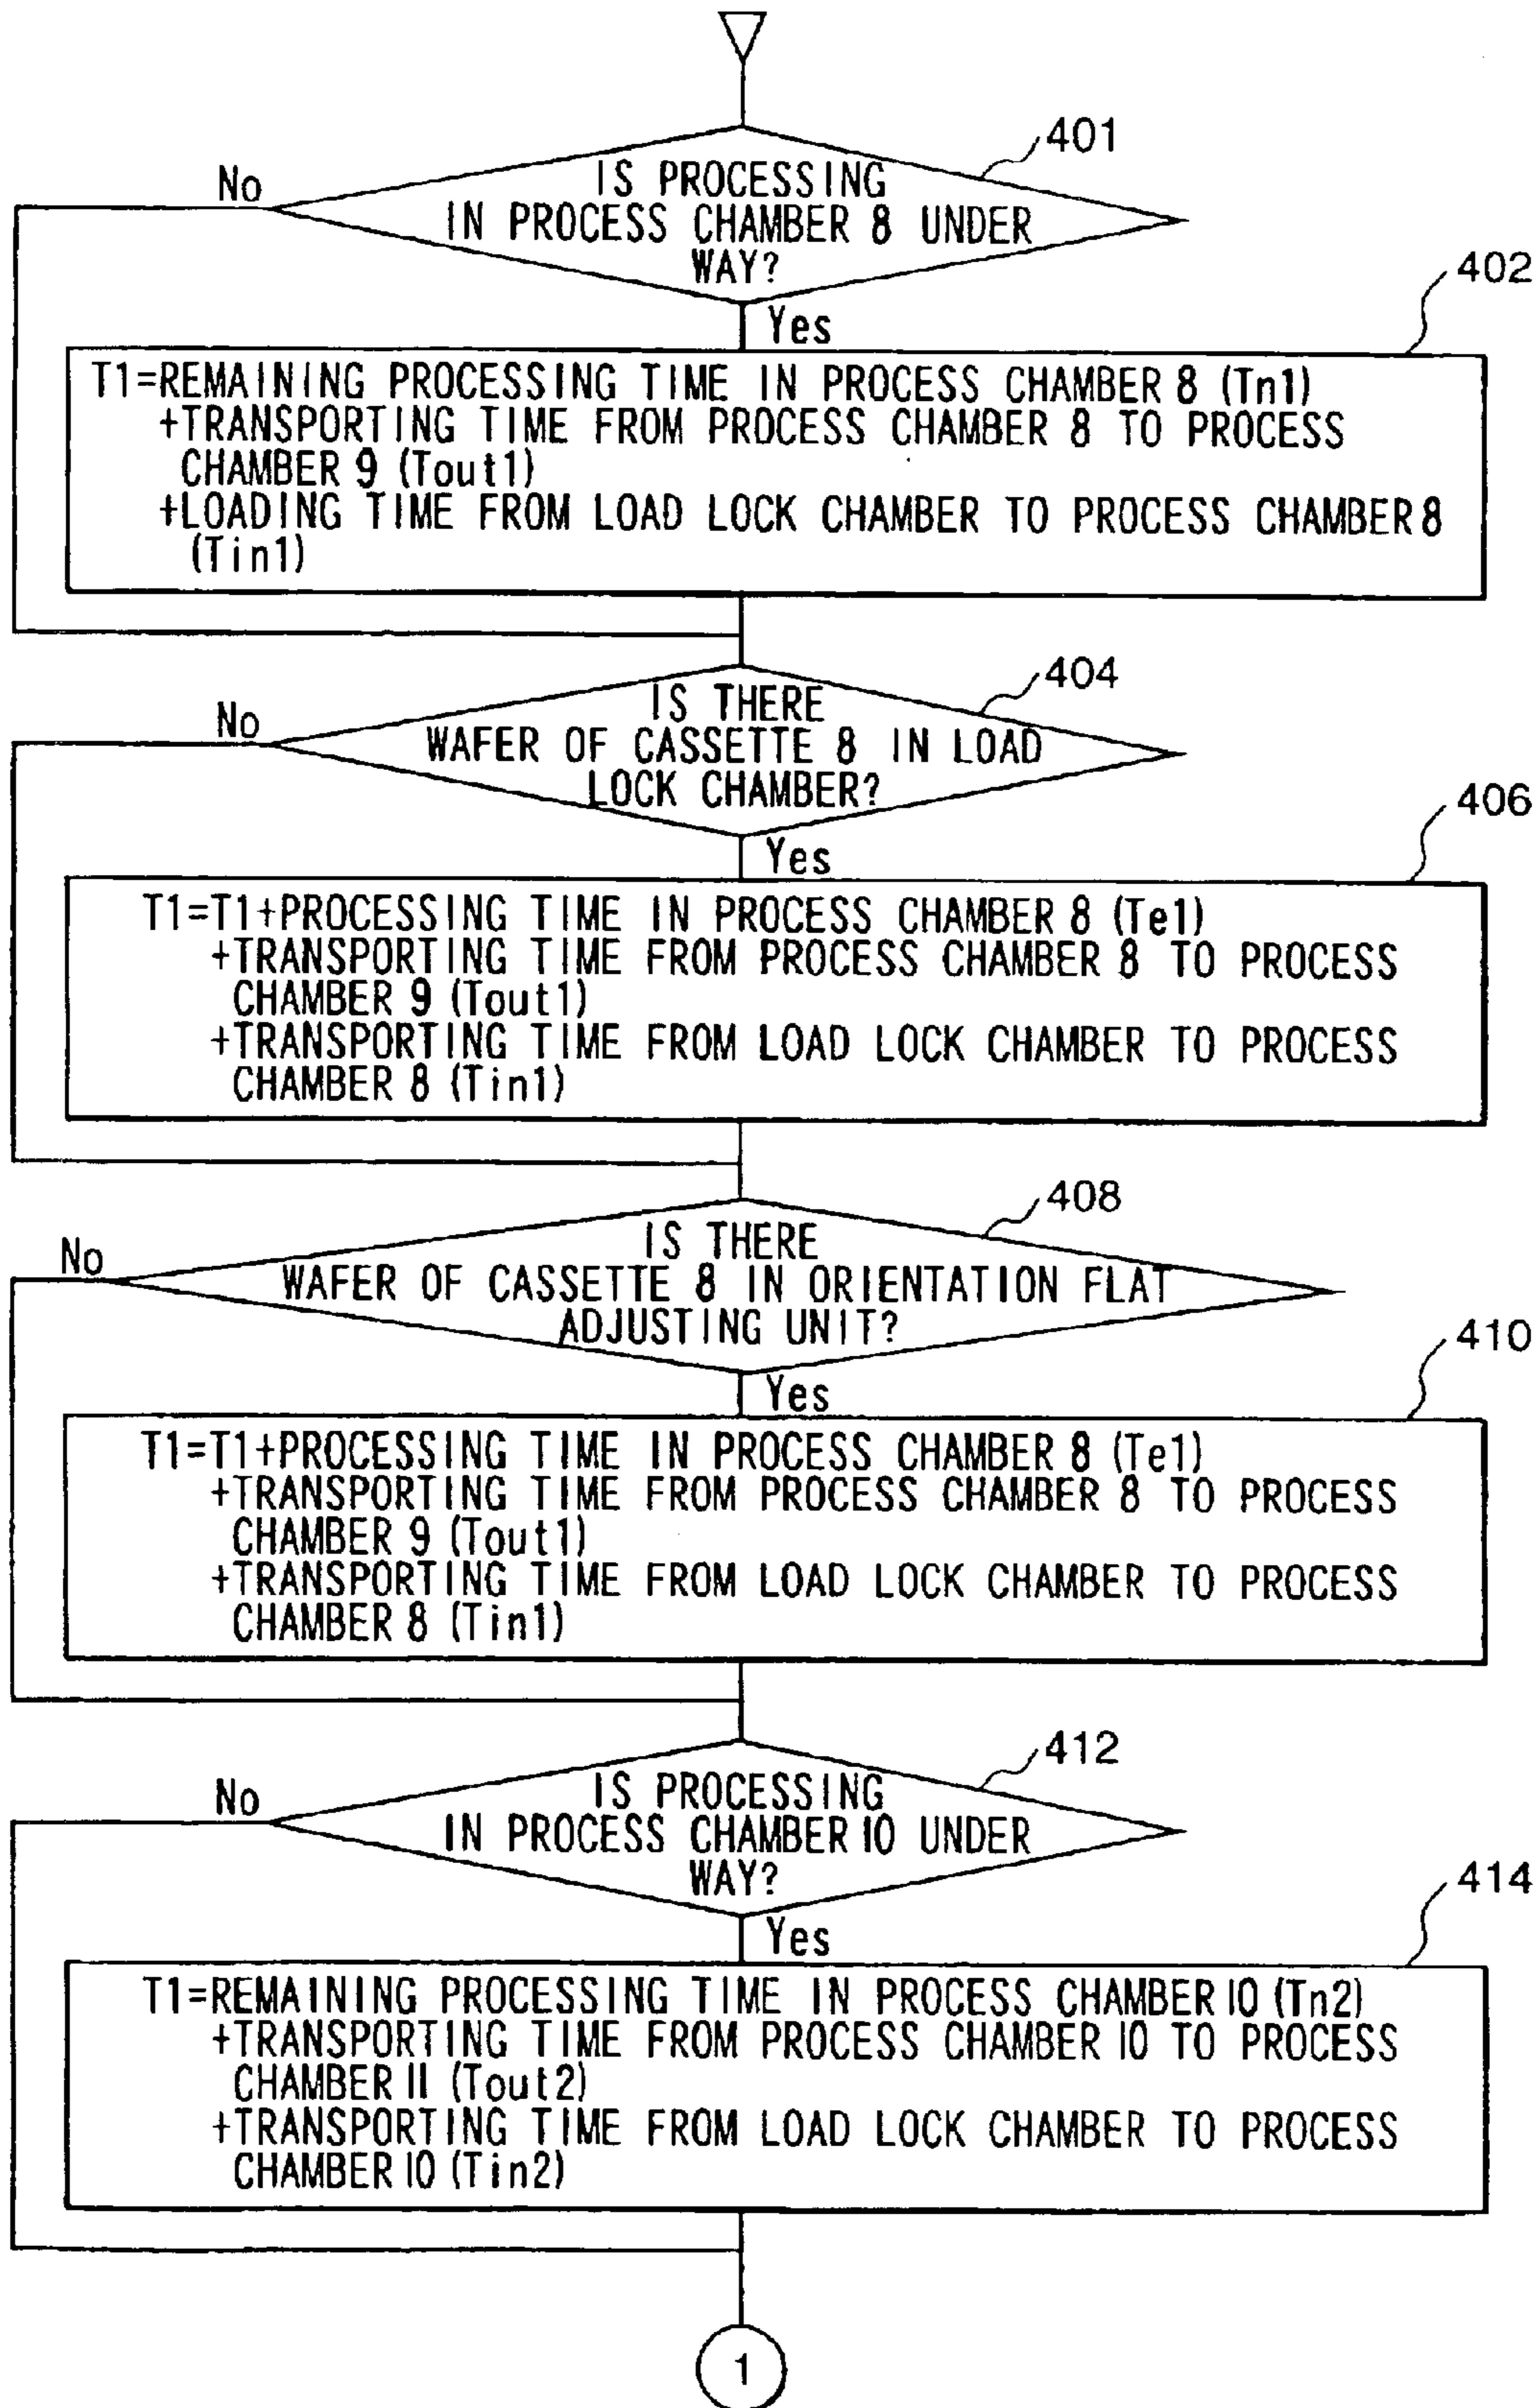 401
No
IS PROCESSING
IN PROCESS CHAMBER 8 UNDER
WAY?
402
Yes
T1=REMAINING PROCESSING TIME IN PROCESS CHAMBER 8 (Tn1)
+TRANSPORTING TIME FROM PROCESS CHAMBER 8 TO PROCESS
CHAMBER 9 (Tout1)
+LOADING TIME FROM LOAD LOCK CHAMBER TO PROCESS CHAMBER 8
(Tin1)
404
No
IS THERE
WAFER OF CASSETTE 8 IN LOAD
LOCK CHAMBER?
406
Yes
T1=T1+PROCESSING TIME IN PROCESS CHAMBER 8 (Te1)
+TRANSPORTING TIME FROM PROCESS CHAMBER 8 TO PROCESS
CHAMBER 9 (Tout1)
+TRANSPORTING TIME FROM LOAD LOCK CHAMBER TO PROCESS
CHAMBER 8 (Tin1)
408
No
IS THERE
WAFER OF CASSETTE 8 IN ORIENTATION FLAT
ADJUSTING UNIT?
410
Yes
T1=T1+PROCESSING TIME IN PROCESS CHAMBER 8 (Te1)
+TRANSPORTING TIME FROM PROCESS CHAMBER 8 TO PROCESS
CHAMBER 9 (Tout1)
+TRANSPORTING TIME FROM LOAD LOCK CHAMBER TO PROCESS
CHAMBER 8 (Tin1)
412
No
IS PROCESSING
IN PROCESS CHAMBER 10 UNDER
WAY?
414
Yes
T1=REMAINING PROCESSING TIME IN PROCESS CHAMBER 10 (Tn2)
+TRANSPORTING TIME FROM PROCESS CHAMBER 10 TO PROCESS
CHAMBER 11 (Tout2)
+TRANSPORTING TIME FROM LOAD LOCK CHAMBER TO PROCESS
CHAMBER 10 (Tin2)
1